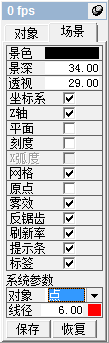 0 fps
对象 场景
景色
景深 34.00
透视 29.00
坐标系
Z轴
平面
刻度
X弧度
网格
原点
雾效
反锯齿
刷新率
提示条
标签
系统参数
对象 点
线径 6.00
保存 恢复